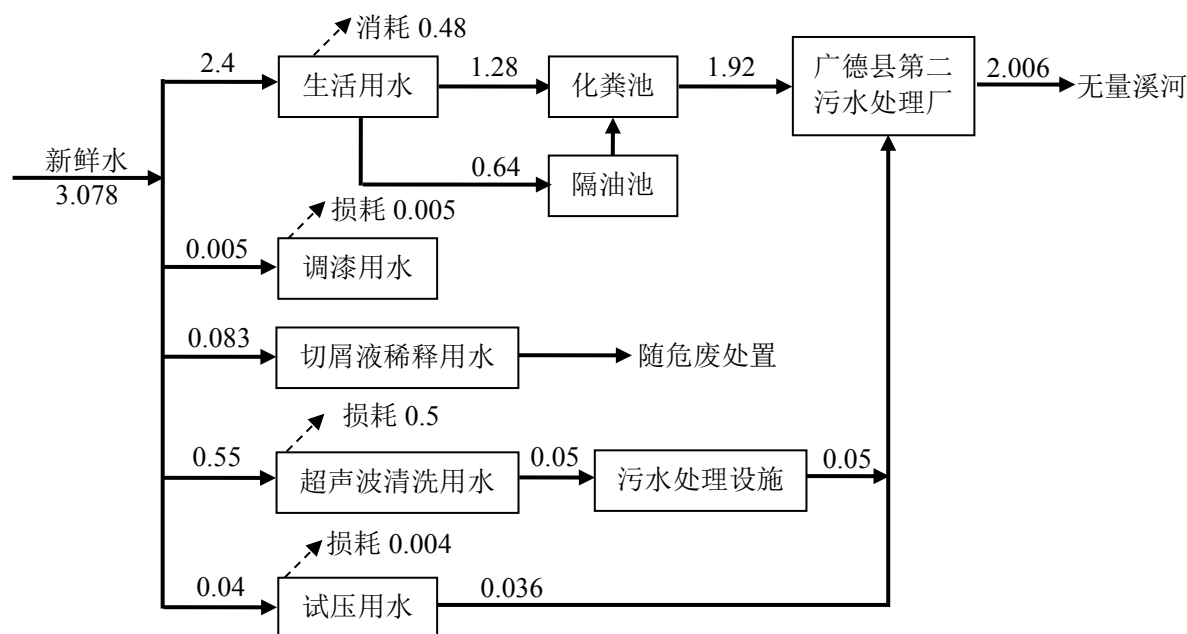 消耗 0.48
2.4
生活用水
1.28
化粪池
1.92
广德县第二
污水处理厂
2.006
无量溪河
新鲜水
3.078
0.64
隔油池
损耗 0.005
0.005
调漆用水
0.083
切屑液稀释用水
随危废处置
损耗 0.5
0.55
超声波清洗用水
0.05
污水处理设施
0.05
损耗 0.004
0.04
试压用水
0.036